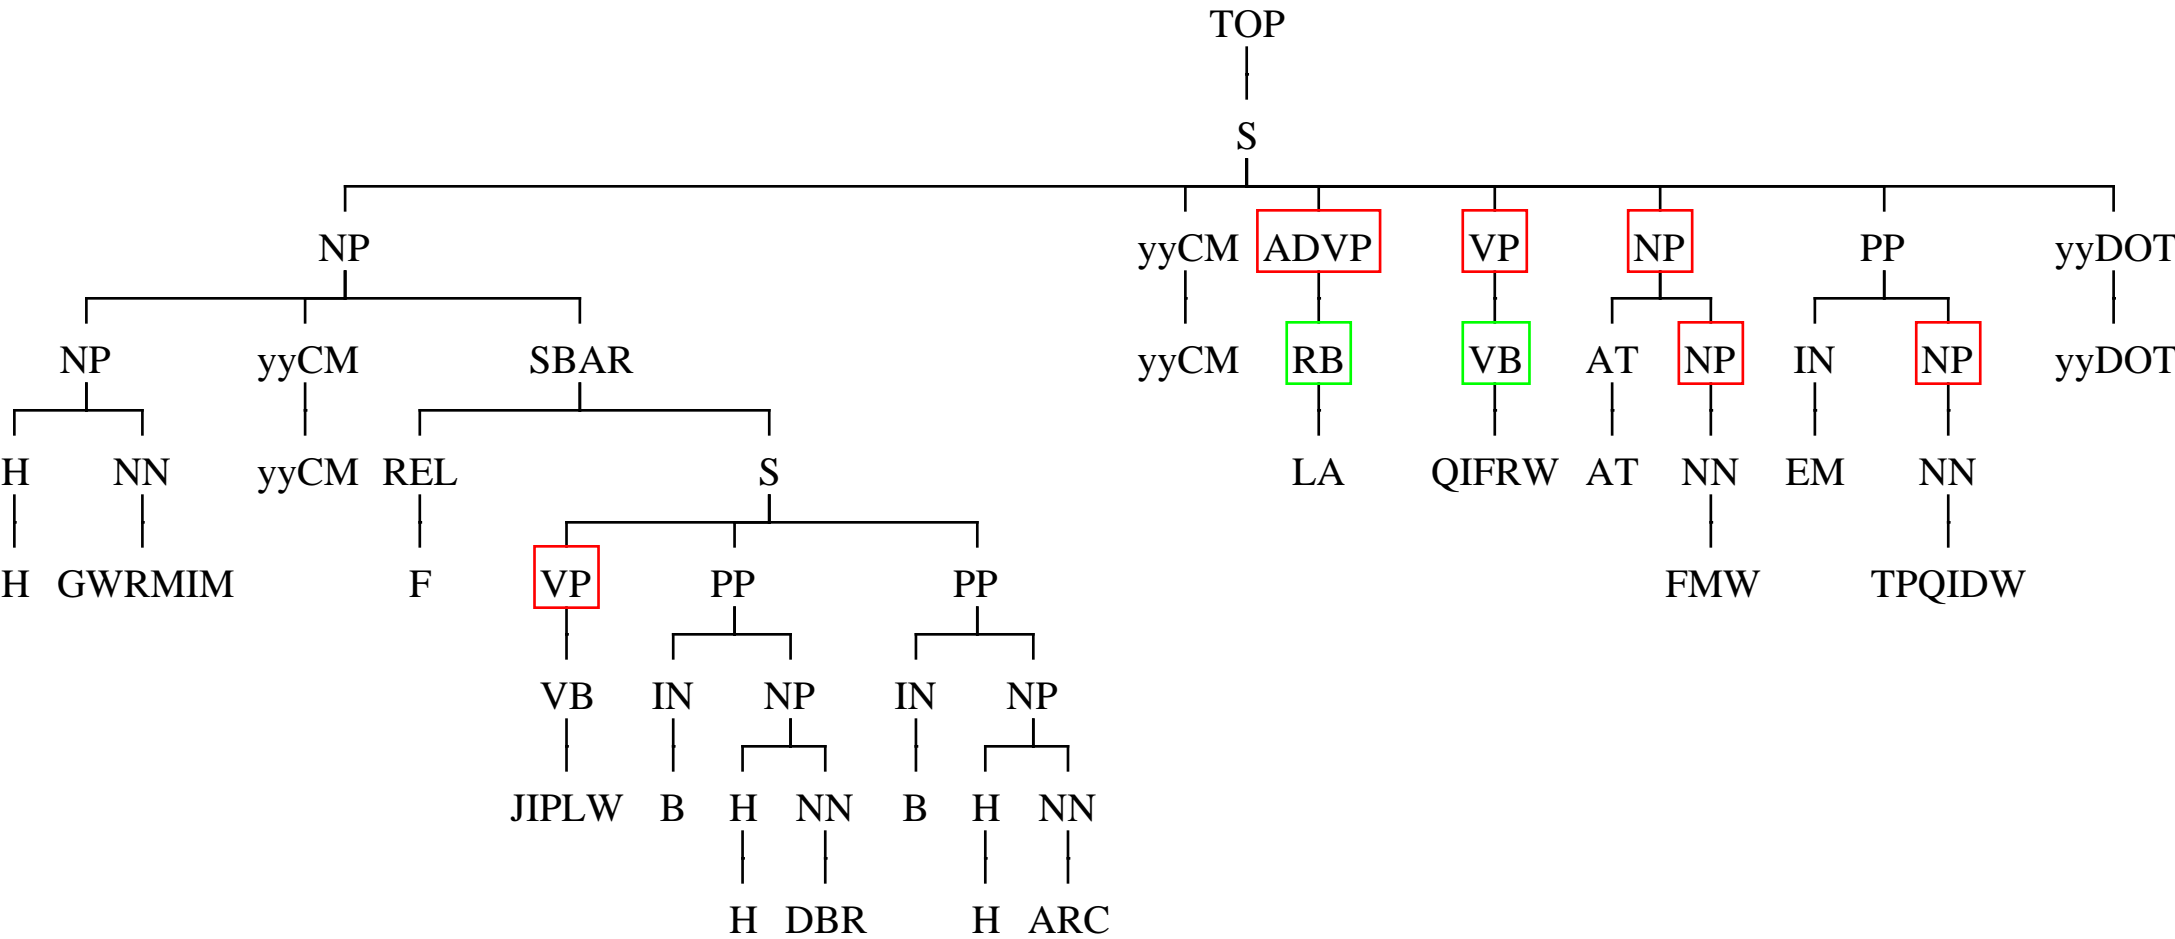 TOP
S
NP yyCM ADVP VP NP PP yyDOT
NP yyCM SBAR yyCM RB VB AT NP IN NP yyDOT
H NN yyCM REL S LA QIFRW AT NN EM NN
H GWRMIM F VP PP PP FMW TPQIDW
VB IN NP IN NP
JIPLW B H NN B H NN
H DBR H ARC